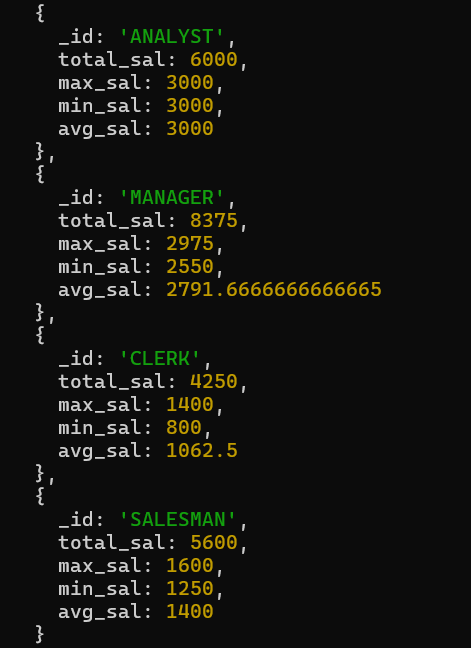 {
_id: 'ANALYST',
total_sal: 6000,
max_sal: 3000,
min_sal: 3000,
avg_sal: 3000
},
{
_id: 'MANAGER',
total_sal: 8375,
max_sal: 2975,
min_sal: 2550,
avg_sal: 2791.6666666666665
},
{
_id: 'CLERK',
total_sal: 4250,
max_sal: 1400,
min_sal: 800,
avg_sal: 1062.5
},
{
_id: 'SALESMAN',
total_sal: 5600,
max_sal: 1600,
min_sal: 1250,
avg_sal: 1400
}